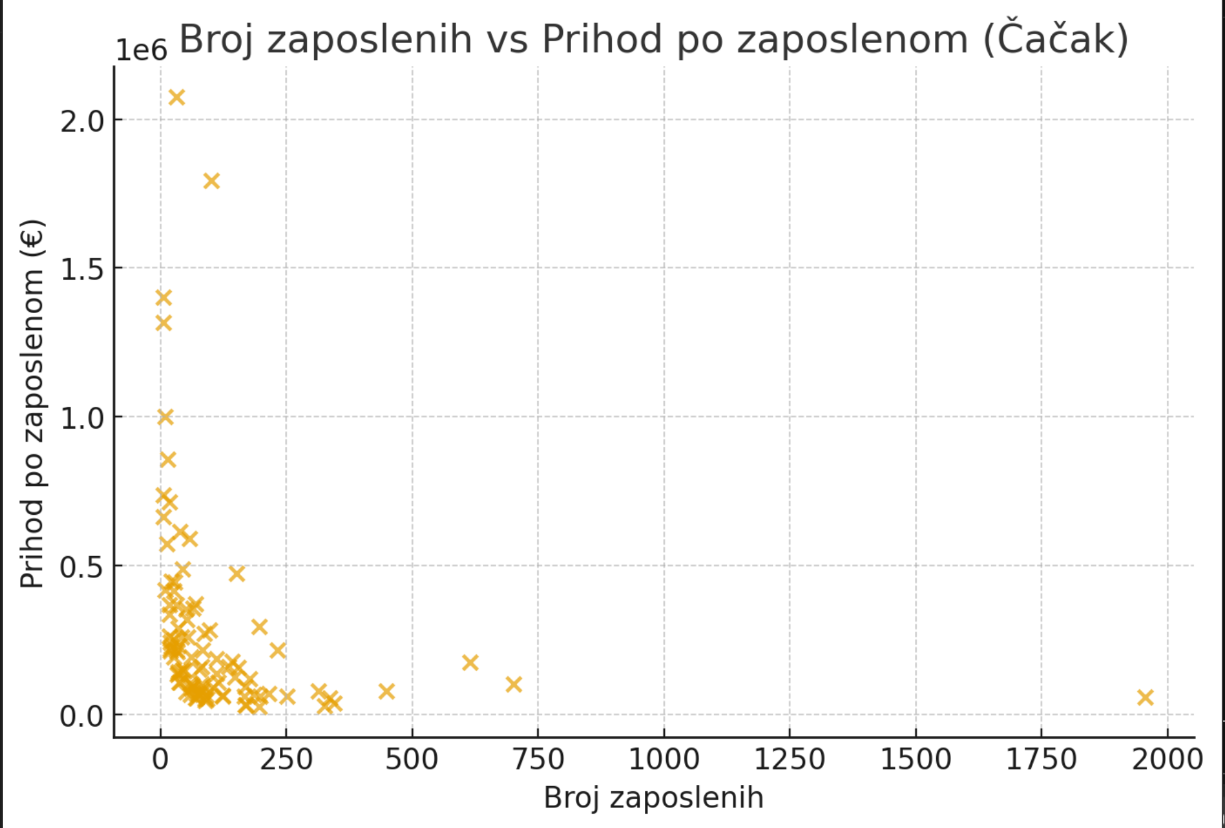 Broj zaposlenih vs Prihod po zaposlenom (Čačak)
1e6
Prihod po zaposlenom (€)
2.0
1.5
1.0
0.5
0.0
0 250 500 750 1000 1250 1500 1750 2000
Broj zaposlenih